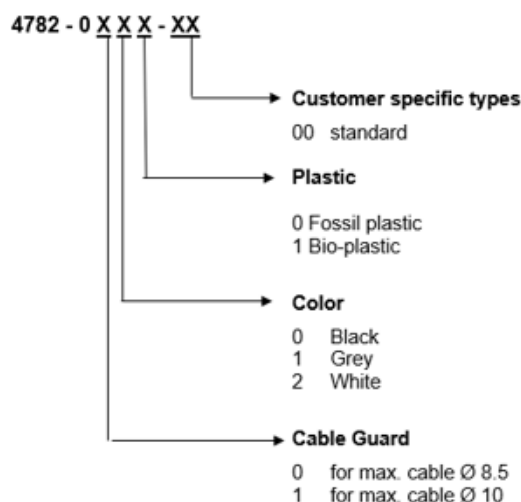 4782 - 0 X X X - XX
Customer specific types
00 standard
Plastic
0 Fossil plastic
1 Bio-plastic
Color
0 Black
1 Grey
2 White
Cable Guard
0 for max. cable Ø 8.5
1 for max. cable Ø 10